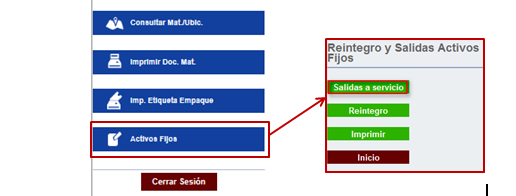 Consultar Mat./Ubic.
Imprimir Doc. Mat.
Imp. Etiqueta Empaque
Activos Fijos
Cerrar Sesión
Reintegro y Salidas Activos
Fijos
Salidas a servicio
Reintegro
Imprimir
Inicio